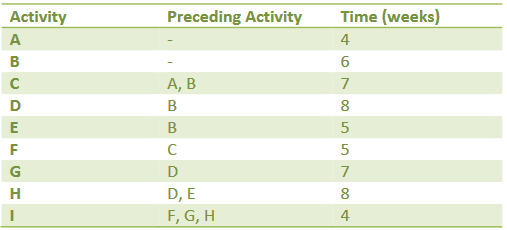 Activity Preceding Activity Time (weeks)
A - 4
B - 6
C A, B 7
D B 8
E B 5
F C 5
G D 7
H D, E 8
I F, G, H 4